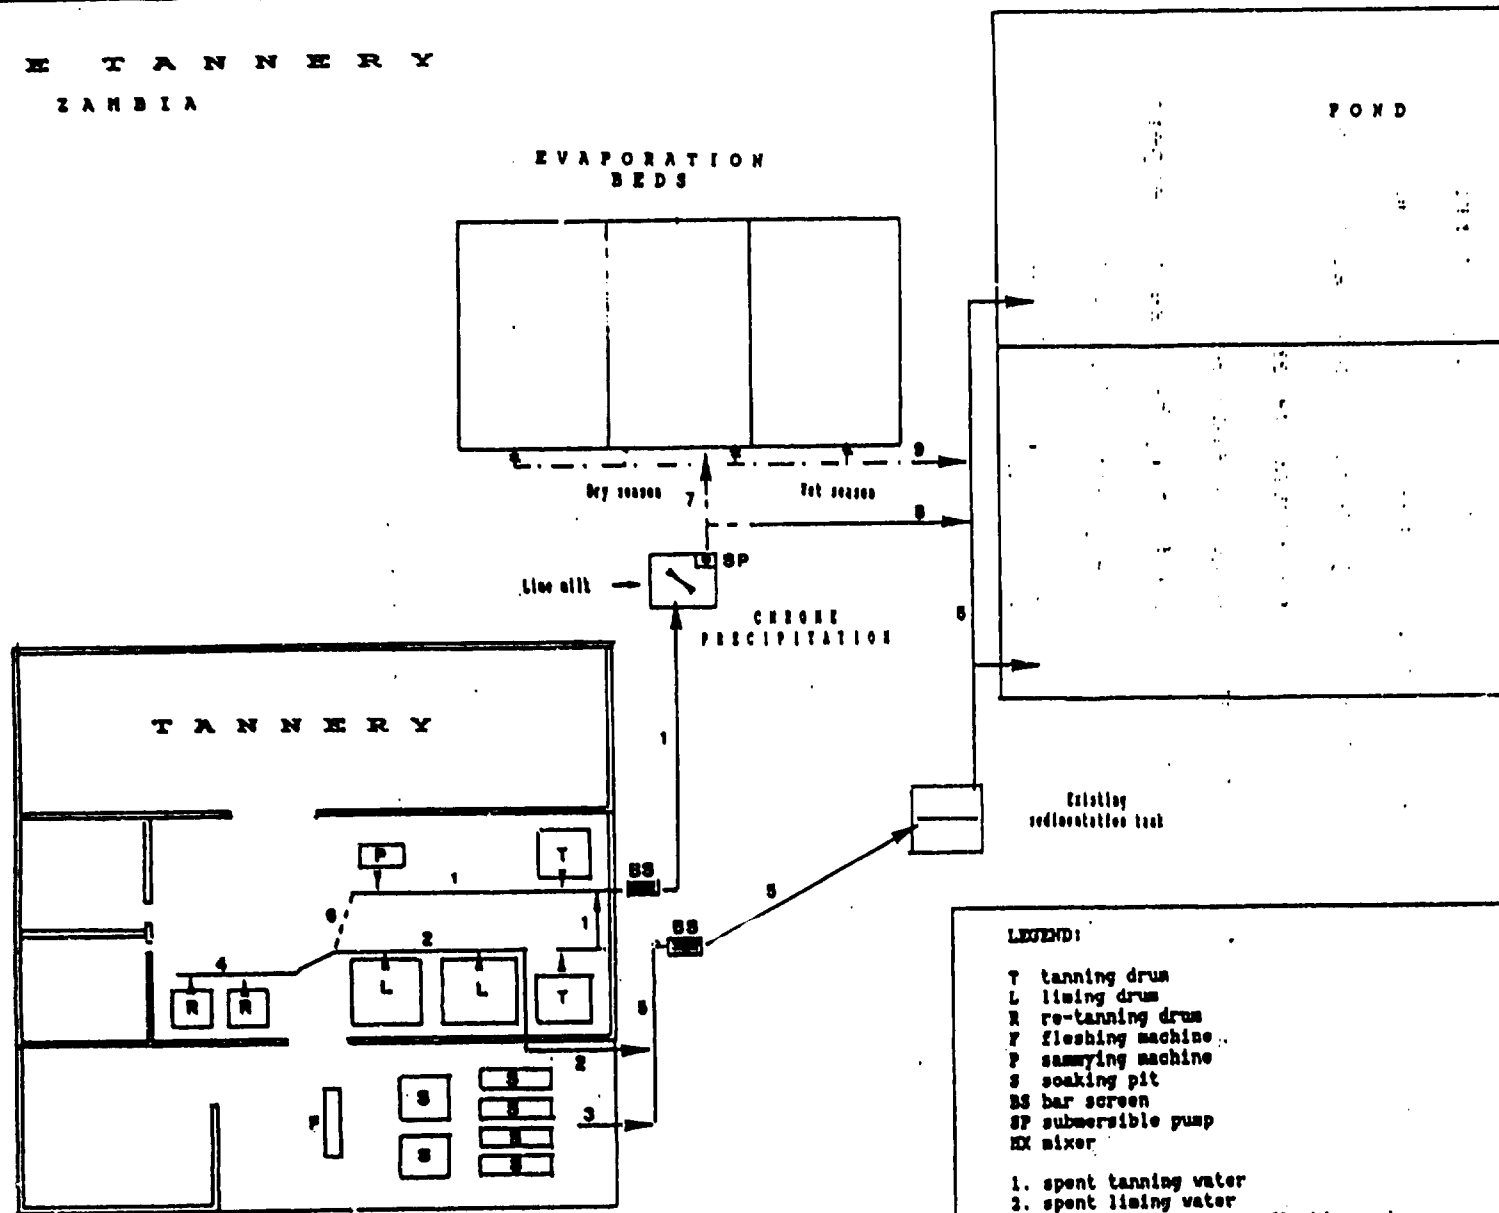 E TANNERY
ZAMBIA
EVAPORATION
BEDS
POND
9
Dry season
7
Wet season
8
SP
Lime milk
CHROME
PRECIPITATION
5
TANNERY
1
Existing
sedimentation tank
P
T
BS
1
5
6
1
BS
2
4
L
L
T
R
R
5
2
S
S
3
F
S
S
S
S
LEGEND:
T tanning drum
L liming drum
R re-tanning drum
F fleshing machine
P sammying machine
S soaking pit
BS bar screen
SP submersible pump
MX mixer
1. spent tanning water
2. spent liming water